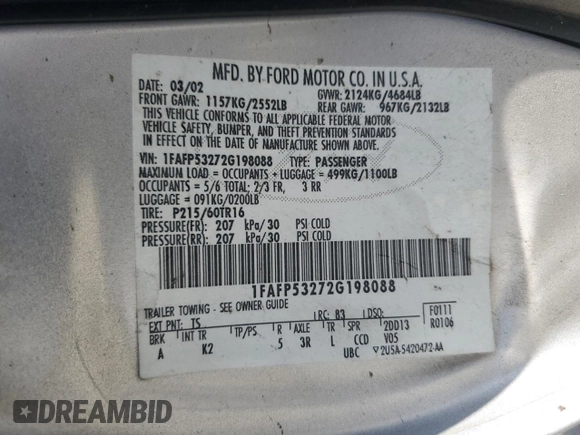 MFD. BY FORD MOTOR CO. IN U.S.A.
DATE: 03/02 GVWR: 2124KG/4684LB
FRONT GAWR: 1157KG/2552LB REAR GAWR: 967KG/2132LB
THIS VEHICLE CONFORMS TO ALL APPLICABLE FEDERAL MOTOR
VEHICLE SAFETY, BUMPER, AND THEFT PREVENTION STANDARDS
IN EFFECT ON THE DATE OF MANUFACTURE SHOWN ABOVE.
VIN: 1FAFP53272G198088 TYPE: PASSENGER
MAXIMUM LOAD = OCCUPANTS + LUGGAGE = 499KG/1100LB
OCCUPANTS: 5/6 TOTAL: 2/3 FR, 3 RR
LUGGAGE = 091KG/0200LB
TIRE: P215/60TR16
PRESSURE(FR): 207 kPa/30 PSI COLD
PRESSURE(RR): 207 kPa/30 PSI COLD
1FAFP53272G198088
TRAILER TOWING - SEE OWNER GUIDE
EXT PNT: TS RC: 83 DSO: F0111
BRK INT TR TP/PS R AXLE TR SPR 2DD13 R0106
A K2 5 3R L CCD V05
UBC ▽2U5A-5420472-AA
DREAMBID